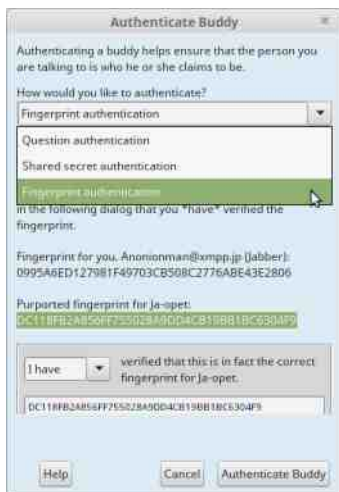 Authenticate Buddy
Authenticating a buddy helps ensure that the person you
are talking to is who he or she claims to be.
How would you like to authenticate?
Fingerprint authentication
Question authentication
Shared secret authentication
Fingerprint authentication
in the following dialog that you *have* verified the
fingerprint.
Fingerprint for you, Anonionman@xmpp.jp (Jabber):
0995A6ED127981F49703CB508C2776ABE43E2806
Purported fingerprint for Ja-opet:
DC118FB2A856FF755028A9DD4CB19BB1BC6304F9
I have
verified that this is in fact the correct
fingerprint for Ja-opet.
DC118FB2A856FF755028A9DD4CB19BB1BC6304F9
Help
Cancel
Authenticate Buddy